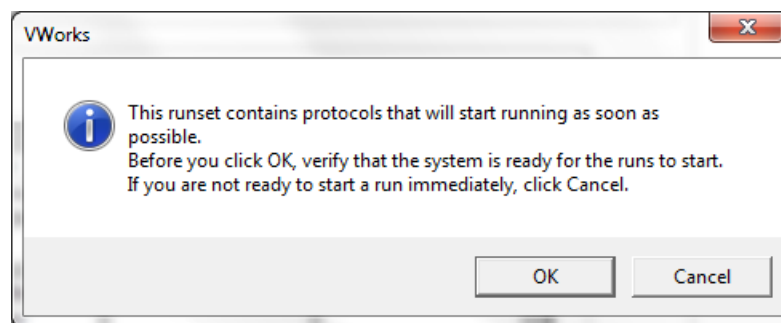 VWorks
This runset contains protocols that will start running as soon as
possible.
Before you click OK, verify that the system is ready for the runs to start.
If you are not ready to start a run immediately, click Cancel.
OK
Cancel